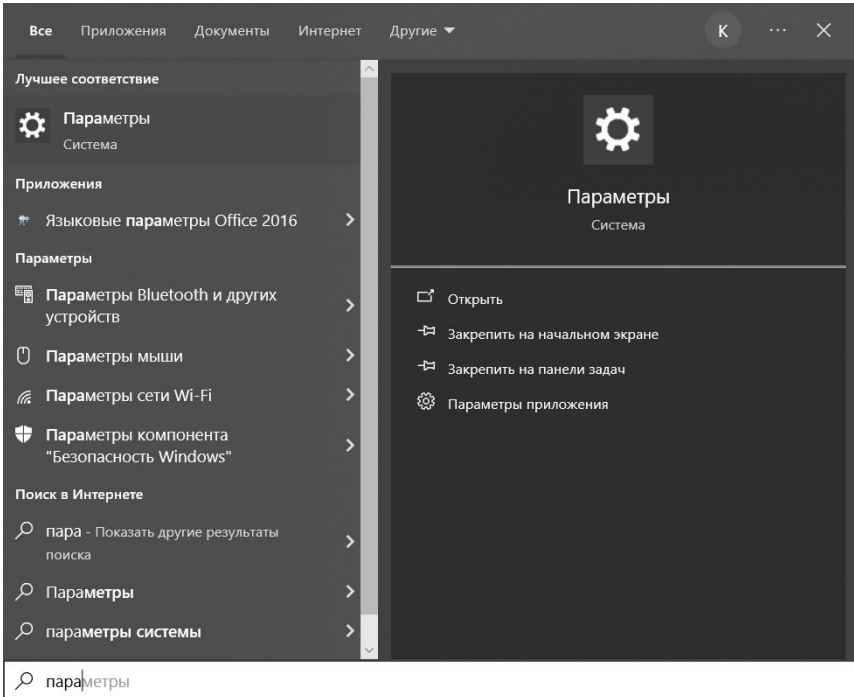 Все Приложения Документы Интернет Другие К ...
Лучшее соответствие
Параметры
Система
Приложения
Языковые параметры Office 2016
Параметры
Параметры Bluetooth и других
устройств
Параметры мыши
Параметры сети Wi-Fi
Параметры компонента
"Безопасность Windows"
Поиск в Интернете
пара - Показать другие результаты
поиска
Параметры
параметры системы
Параметры
Система
Открыть
Закрепить на начальном экране
Закрепить на панели задач
Параметры приложения
параметры